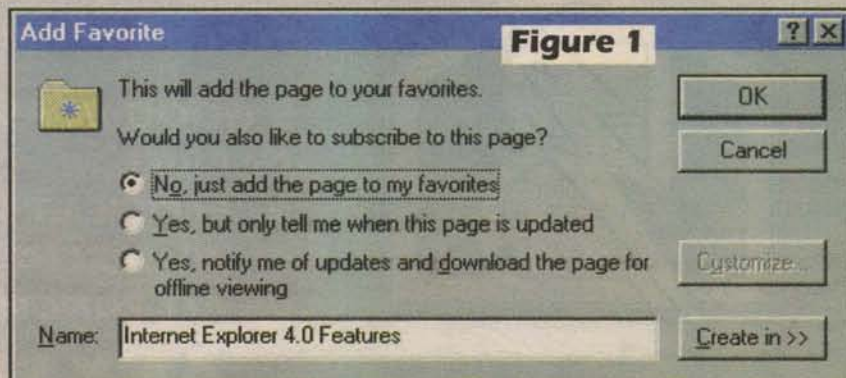 Add Favorite
Figure 1
This will add the page to your favorites.
OK
Would you also like to subscribe to this page?
Cancel
No, just add the page to my favorites
Yes, but only tell me when this page is updated
Yes, notify me of updates and download the page for
offline viewing
Customize...
Name: Internet Explorer 4.0 Features
Create in >>